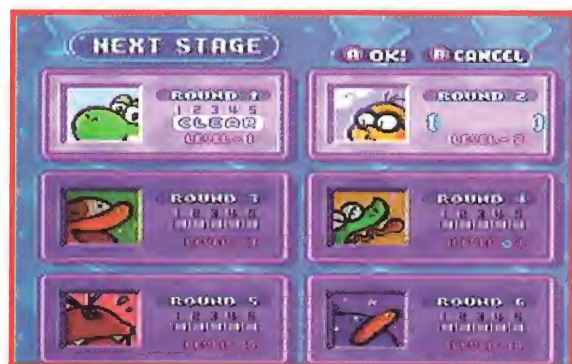 NEXT STAGE
A OK! B CANCEL
ROUND 1
1 2 3 4 5
CLEAR
LEVEL-1
ROUND 2
LEVEL-2
ROUND 3
1 2 3 4 5
ROUND 4
1 2 3 4 5
ROUND 5
1 2 3 4 5
ROUND 6
1 2 3 4 5